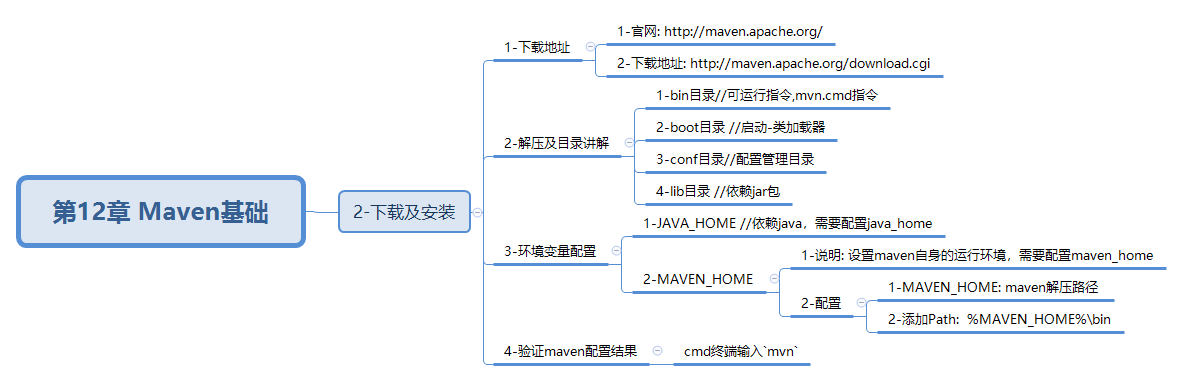 第12章 Maven基础
2-下载及安装
1-下载地址
1-官网: http://maven.apache.org/
2-下载地址: http://maven.apache.org/download.cgi
2-解压及目录讲解
1-bin目录//可运行指令,mvn.cmd指令
2-boot目录 //启动-类加载器
3-conf目录//配置管理目录
4-lib目录 //依赖jar包
3-环境变量配置
1-JAVA_HOME //依赖java，需要配置java_home
2-MAVEN_HOME
1-说明: 设置maven自身的运行环境，需要配置maven_home
2-配置
1-MAVEN_HOME: maven解压路径
2-添加Path:  %MAVEN_HOME%\bin
4-验证maven配置结果
cmd终端输入`mvn`